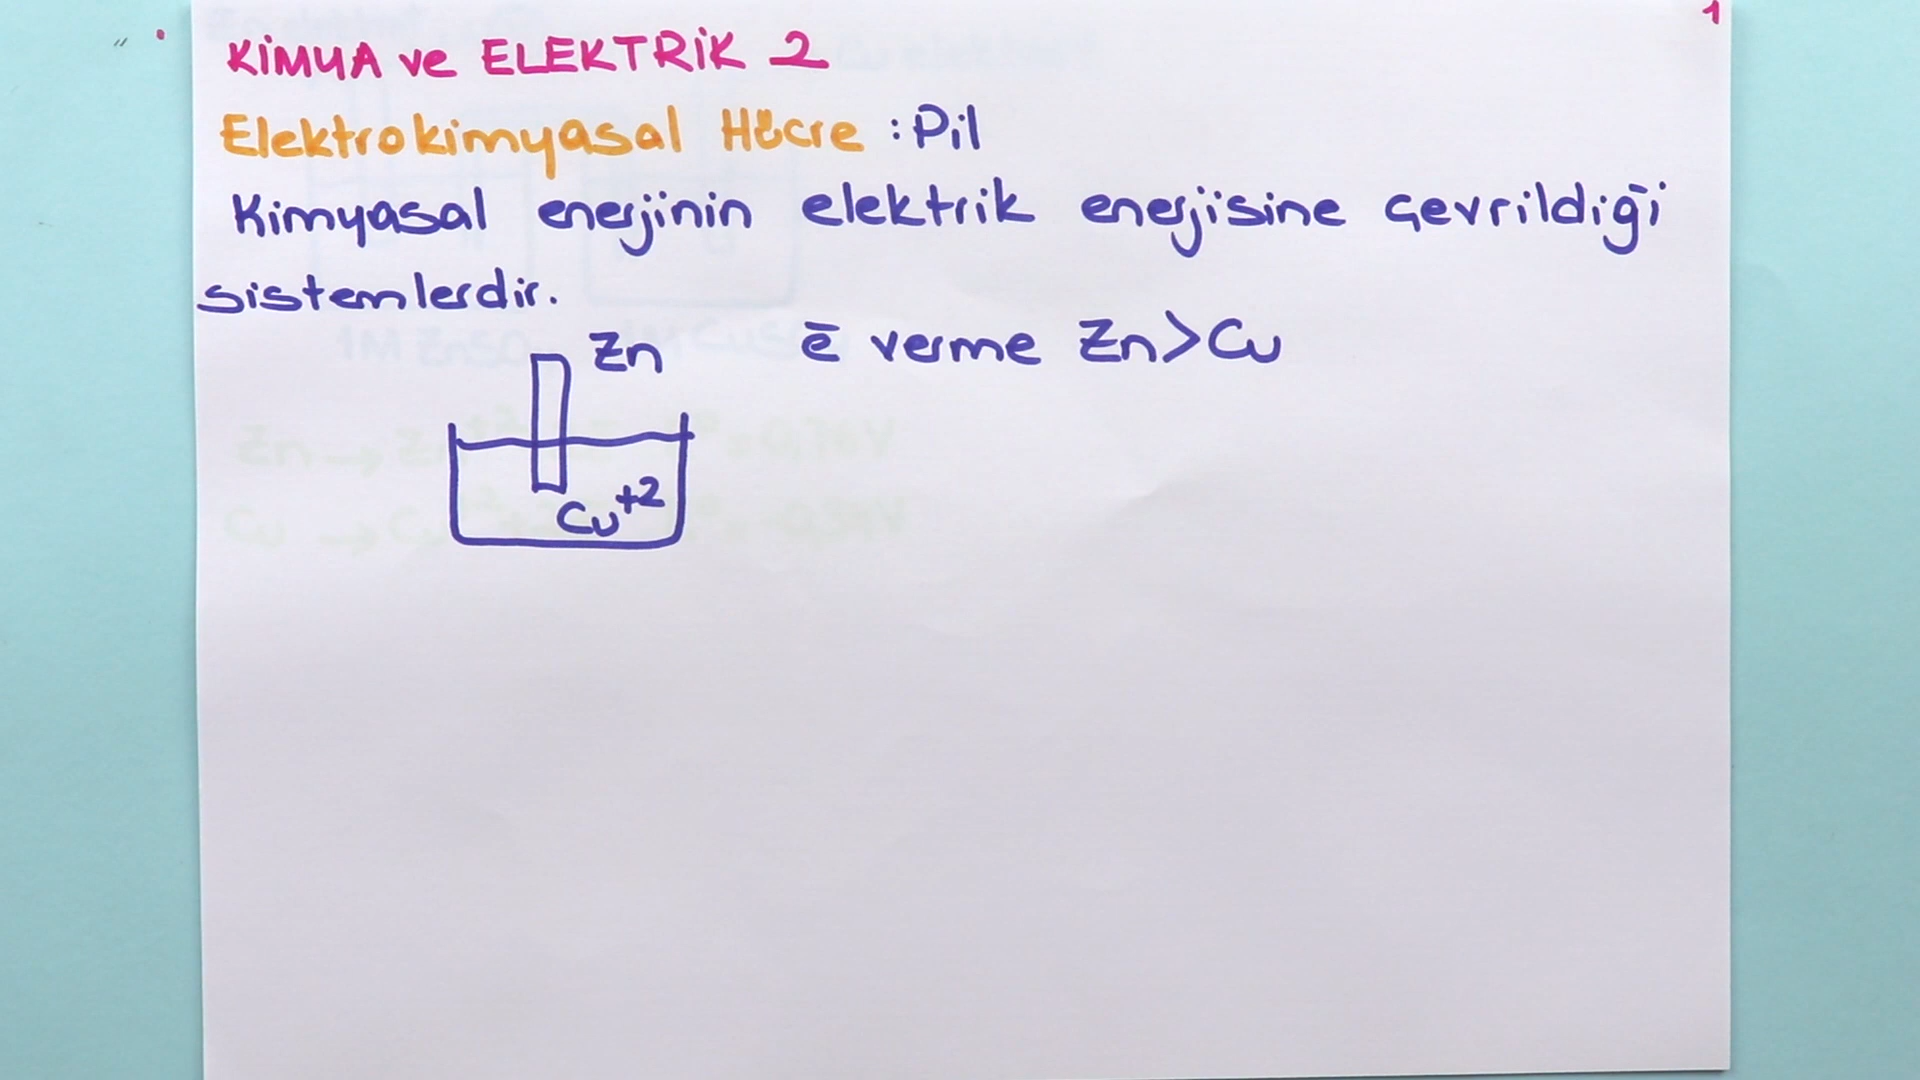 1
KİMYA ve ELEKTRİK 2
Elektrokimyasal Hücre : Pil
Kimyasal enerjinin elektrik enerjisine çevrildiği
sistemlerdir.
Zn
ē verme Zn>Cu
Cu⁺²